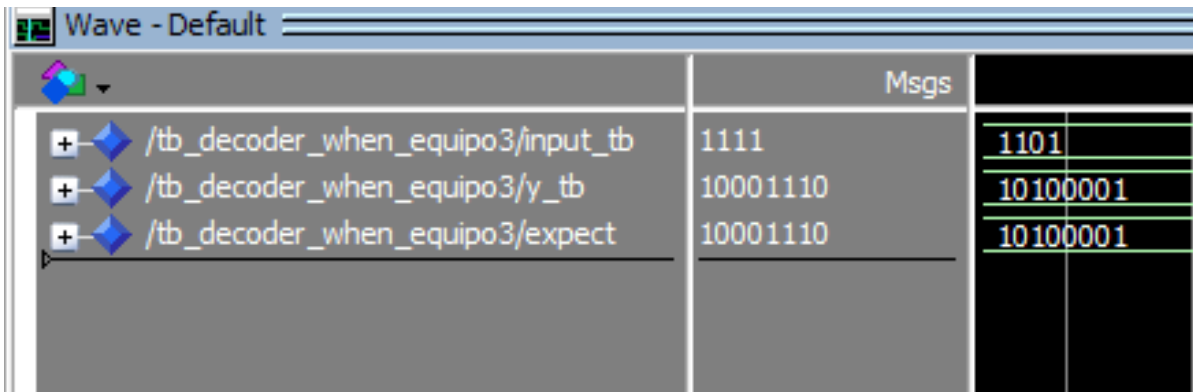 Wave - Default
Msgs
/tb_decoder_when_equipo3/input_tb 1111 1101
/tb_decoder_when_equipo3/y_tb 10001110 10100001
/tb_decoder_when_equipo3/expect 10001110 10100001